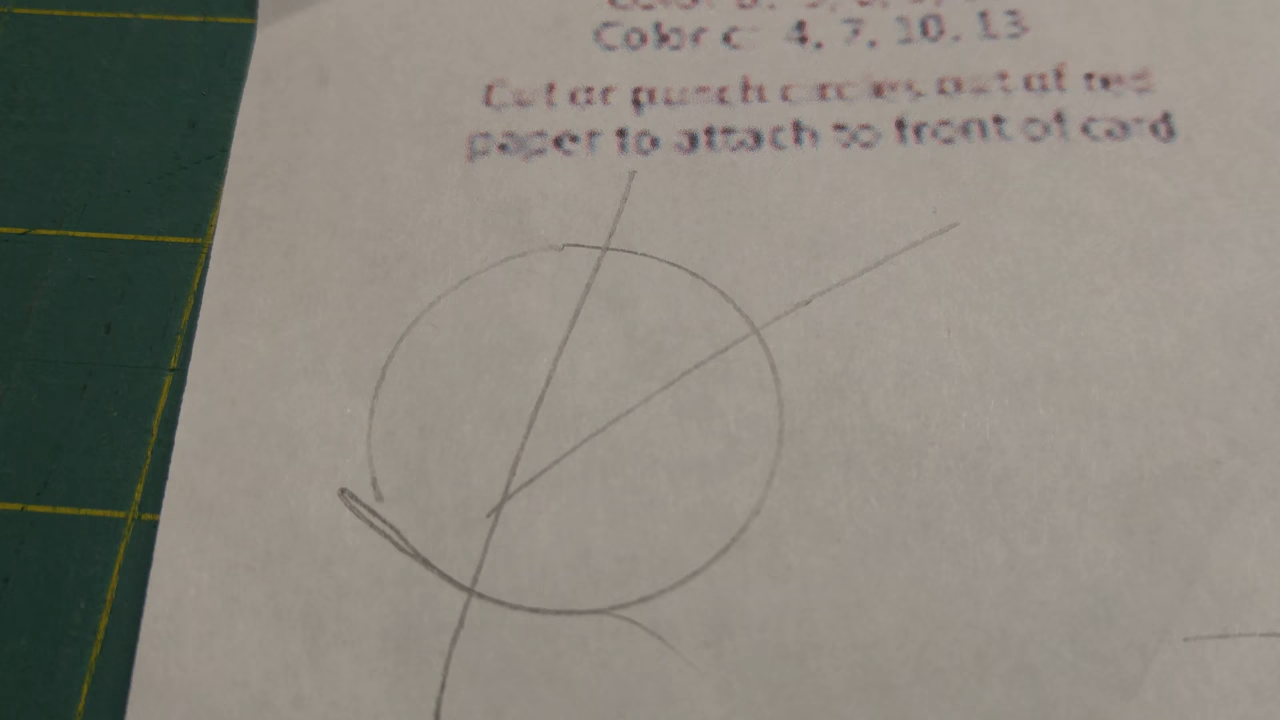 Color c: 4, 7, 10, 13
Cut or punch circles out of red
paper to attach to front of card